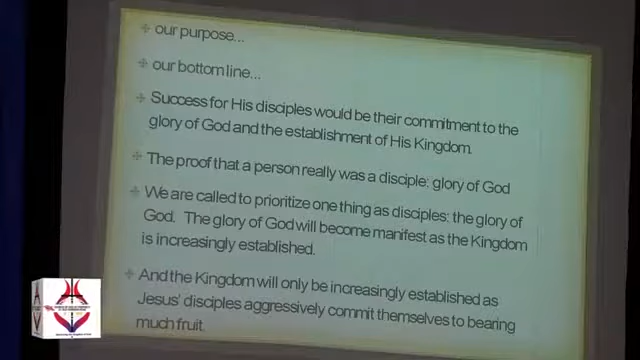 our purpose...
our bottom line...
Success for His disciples would be their commitment to the
glory of God and the establishment of His Kingdom.
The proof that a person really was a disciple: glory of God
We are called to prioritize one thing as disciples: the glory of
God. The glory of God will become manifest as the Kingdom
is increasingly established.
And the Kingdom will only be increasingly established as
Jesus' disciples aggressively commit themselves to bearing
much fruit.